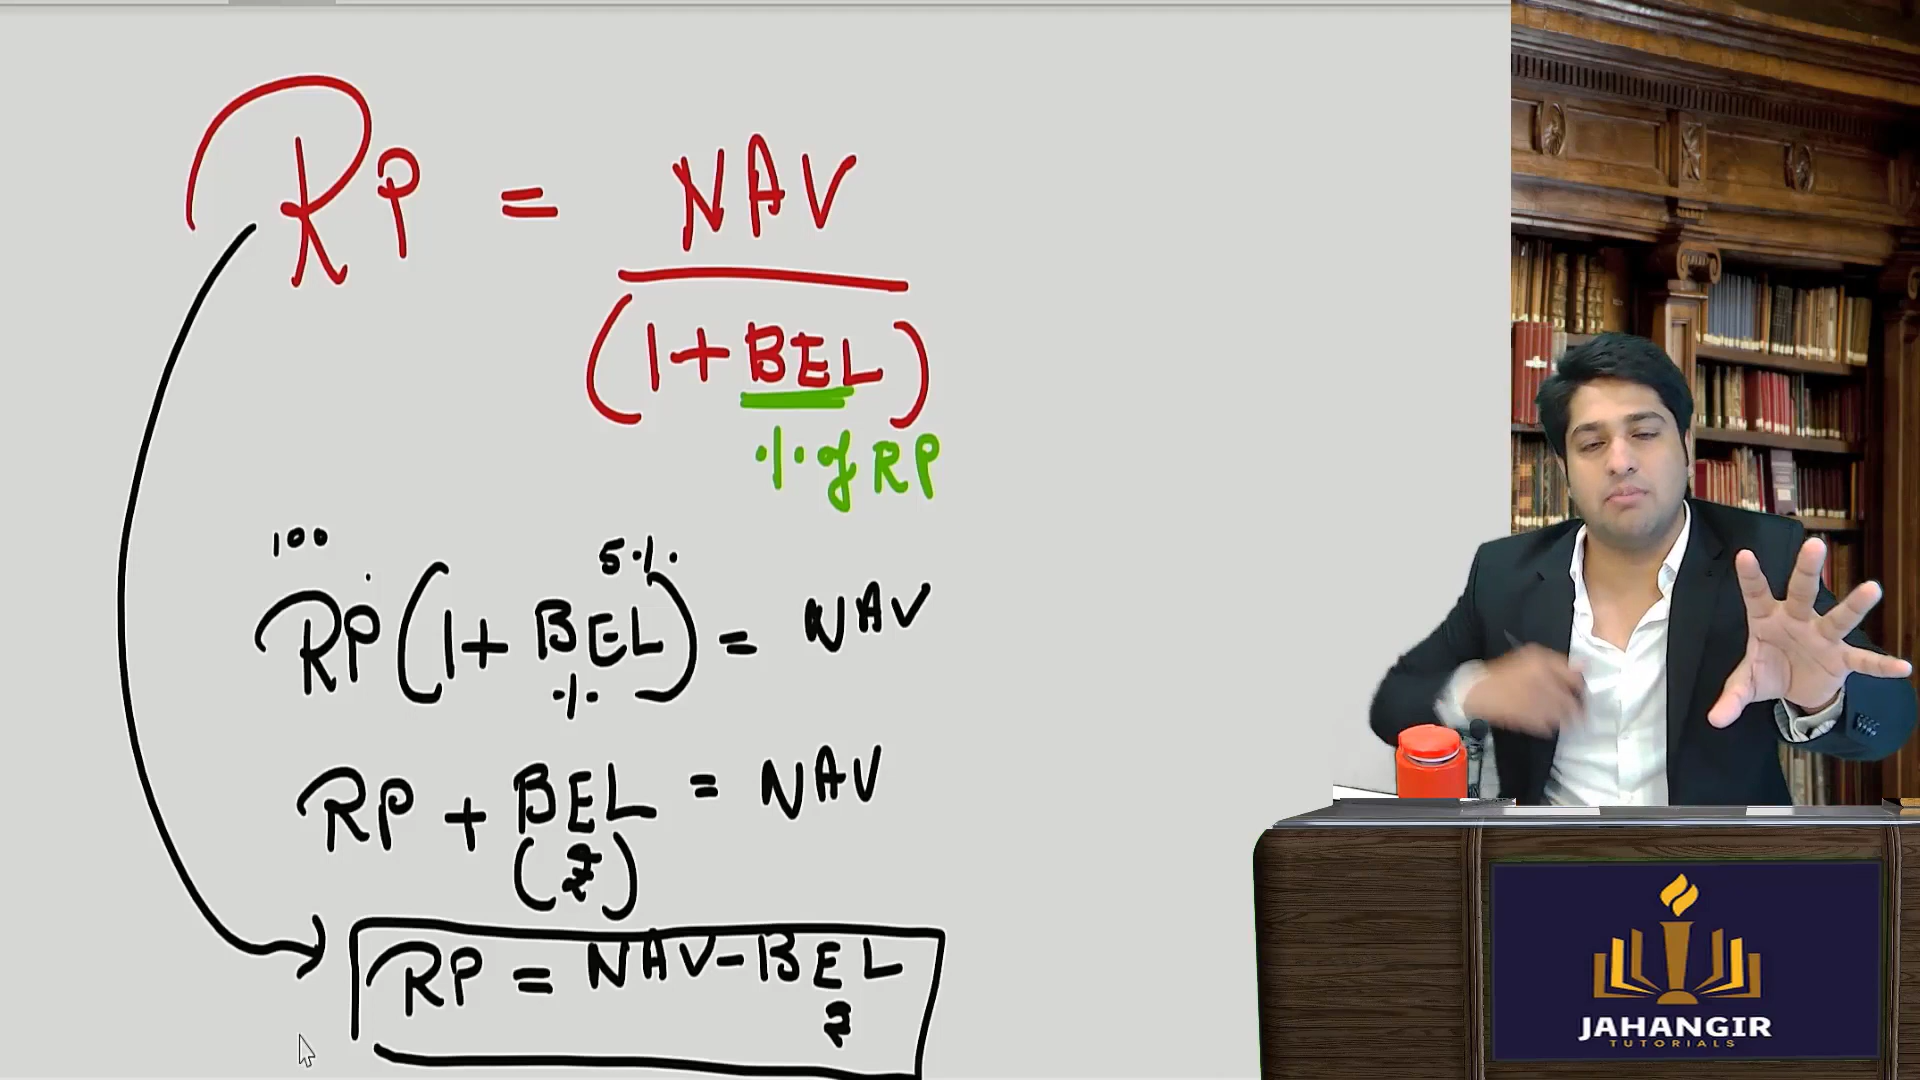 RP = NAV
(1+BEL)
% of RP
100
5%
RP(1+BEL) = NAV
%
RP + BEL = NAV
(₹)
RP = NAV-BEL
₹
JAHANGIR
TUTORIALS